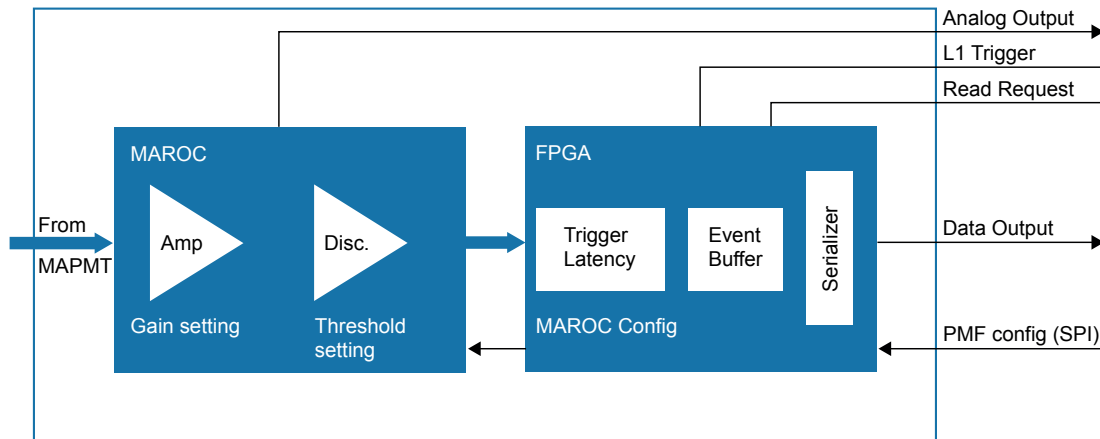 Analog Output
L1 Trigger
Read Request
MAROC
FPGA
From
MAPMT
Amp
Disc.
Trigger
Latency
Event
Buffer
Serializer
Data Output
Gain setting
Threshold
setting
MAROC Config
PMF config (SPI)